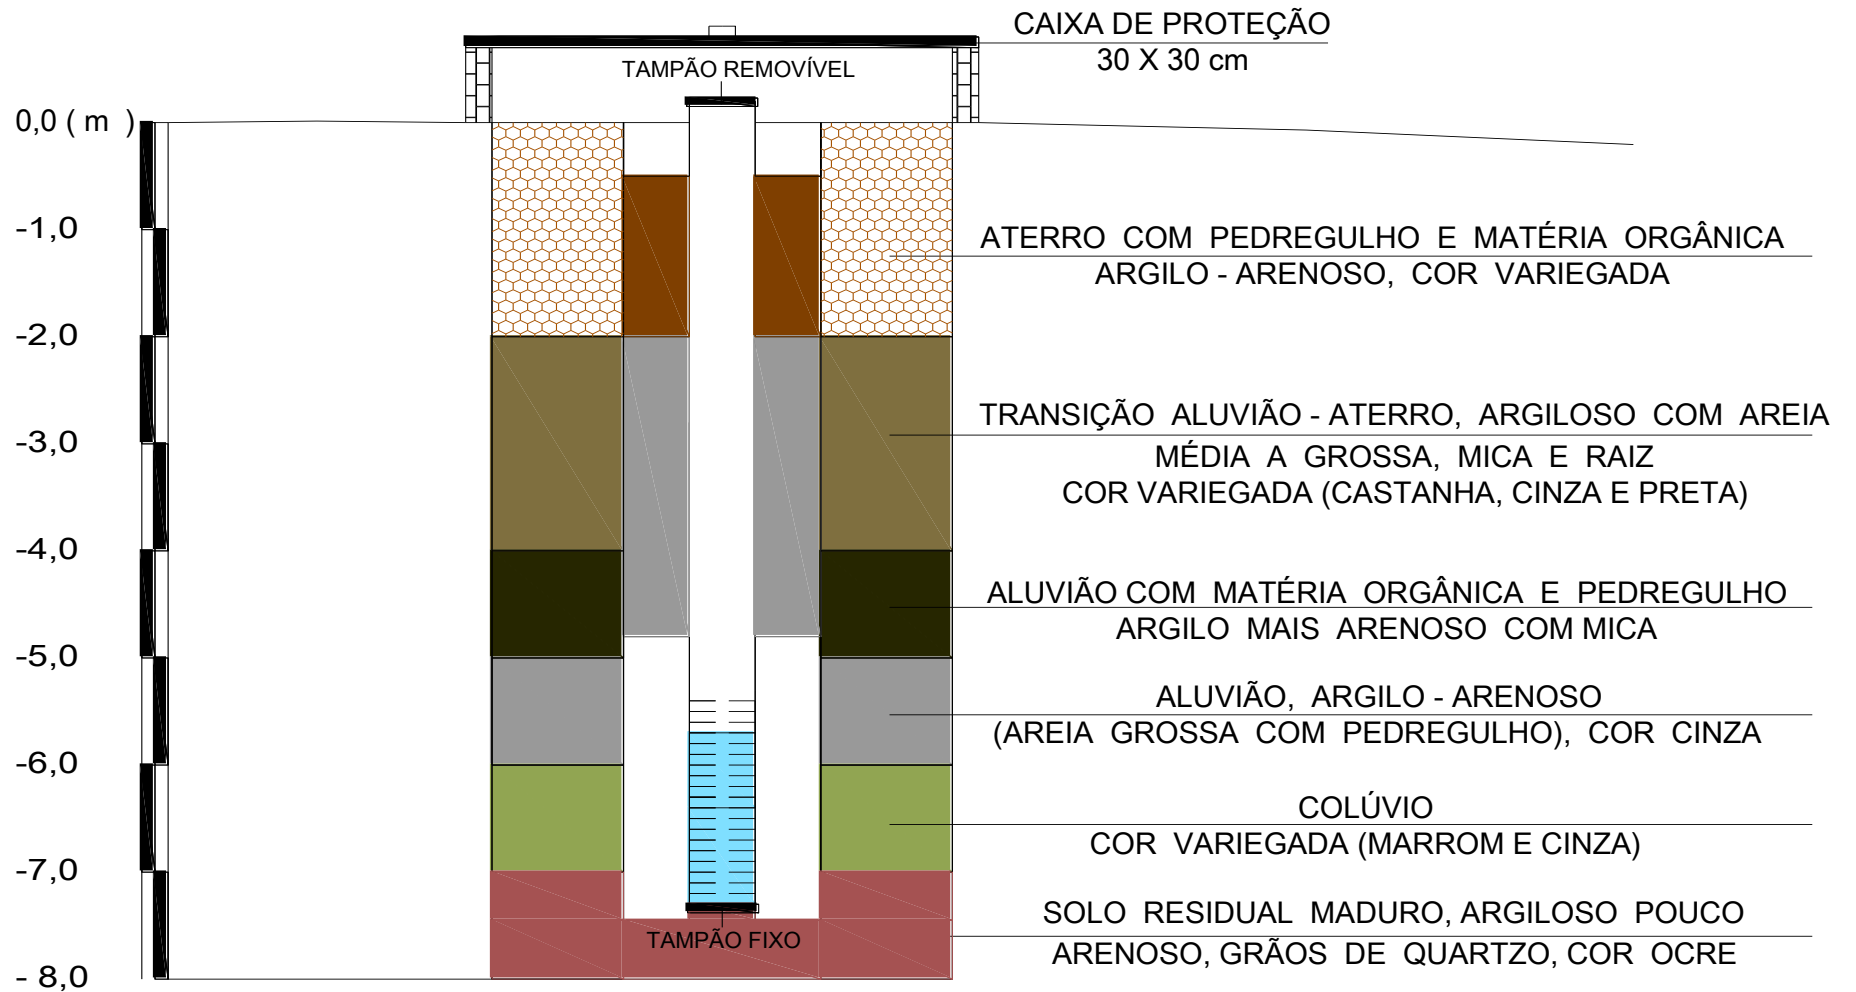 CAIXA DE PROTEÇÃO
30 X 30 cm
TAMPÃO REMOVÍVEL
0,0 ( m )
-1,0
ATERRO COM PEDREGULHO E MATÉRIA ORGÂNICA
ARGILO - ARENOSO, COR VARIEGADA
-2,0
TRANSIÇÃO ALUVIÃO - ATERRO, ARGILOSO COM AREIA
-3,0
MÉDIA A GROSSA, MICA E RAIZ
COR VARIEGADA (CASTANHA, CINZA E PRETA)
-4,0
ALUVIÃO COM MATÉRIA ORGÂNICA E PEDREGULHO
ARGILO MAIS ARENOSO COM MICA
-5,0
ALUVIÃO, ARGILO - ARENOSO
(AREIA GROSSA COM PEDREGULHO), COR CINZA
-6,0
COLÚVIO
COR VARIEGADA (MARROM E CINZA)
-7,0
SOLO RESIDUAL MADURO, ARGILOSO POUCO
TAMPÃO FIXO
ARENOSO, GRÃOS DE QUARTZO, COR OCRE
- 8,0